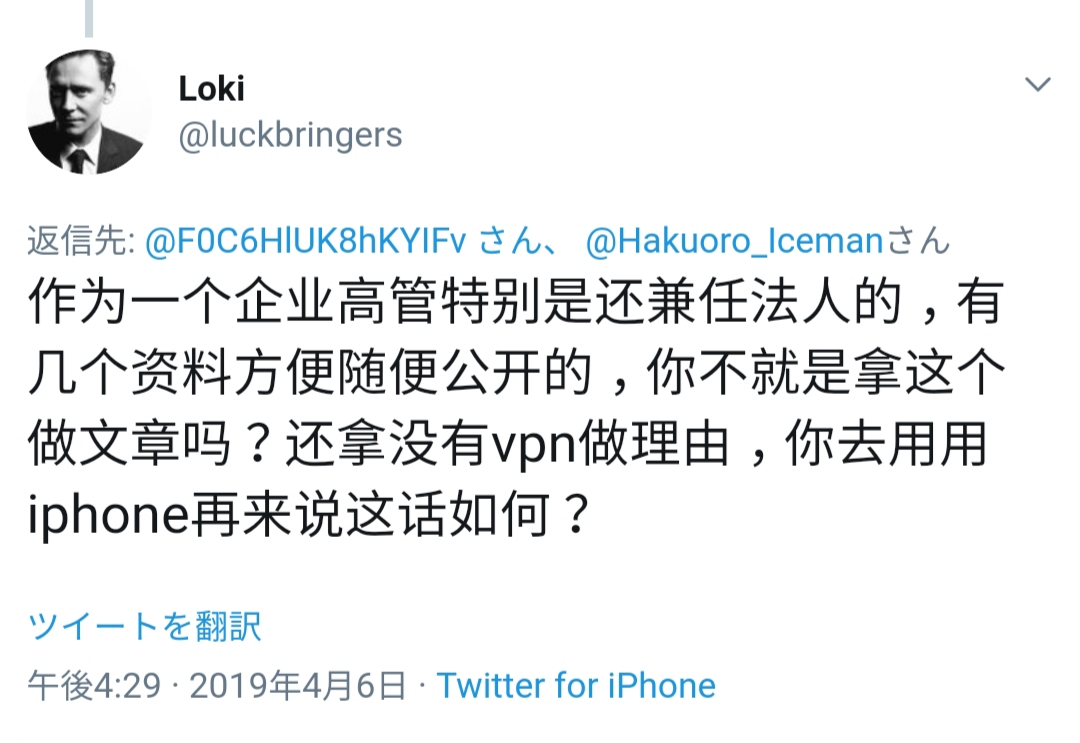 Loki
@luckbringers
返信先: @F0C6HlUK8hKYIFv さん、 @Hakuoro_Icemanさん
作为一个企业高管特别是还兼任法人的，有
几个资料方便随便公开的，你不就是拿这个
做文章吗？还拿没有vpn做理由，你去用用
iphone再来说这话如何？
ツイートを翻訳
午後4:29 · 2019年4月6日 · Twitter for iPhone